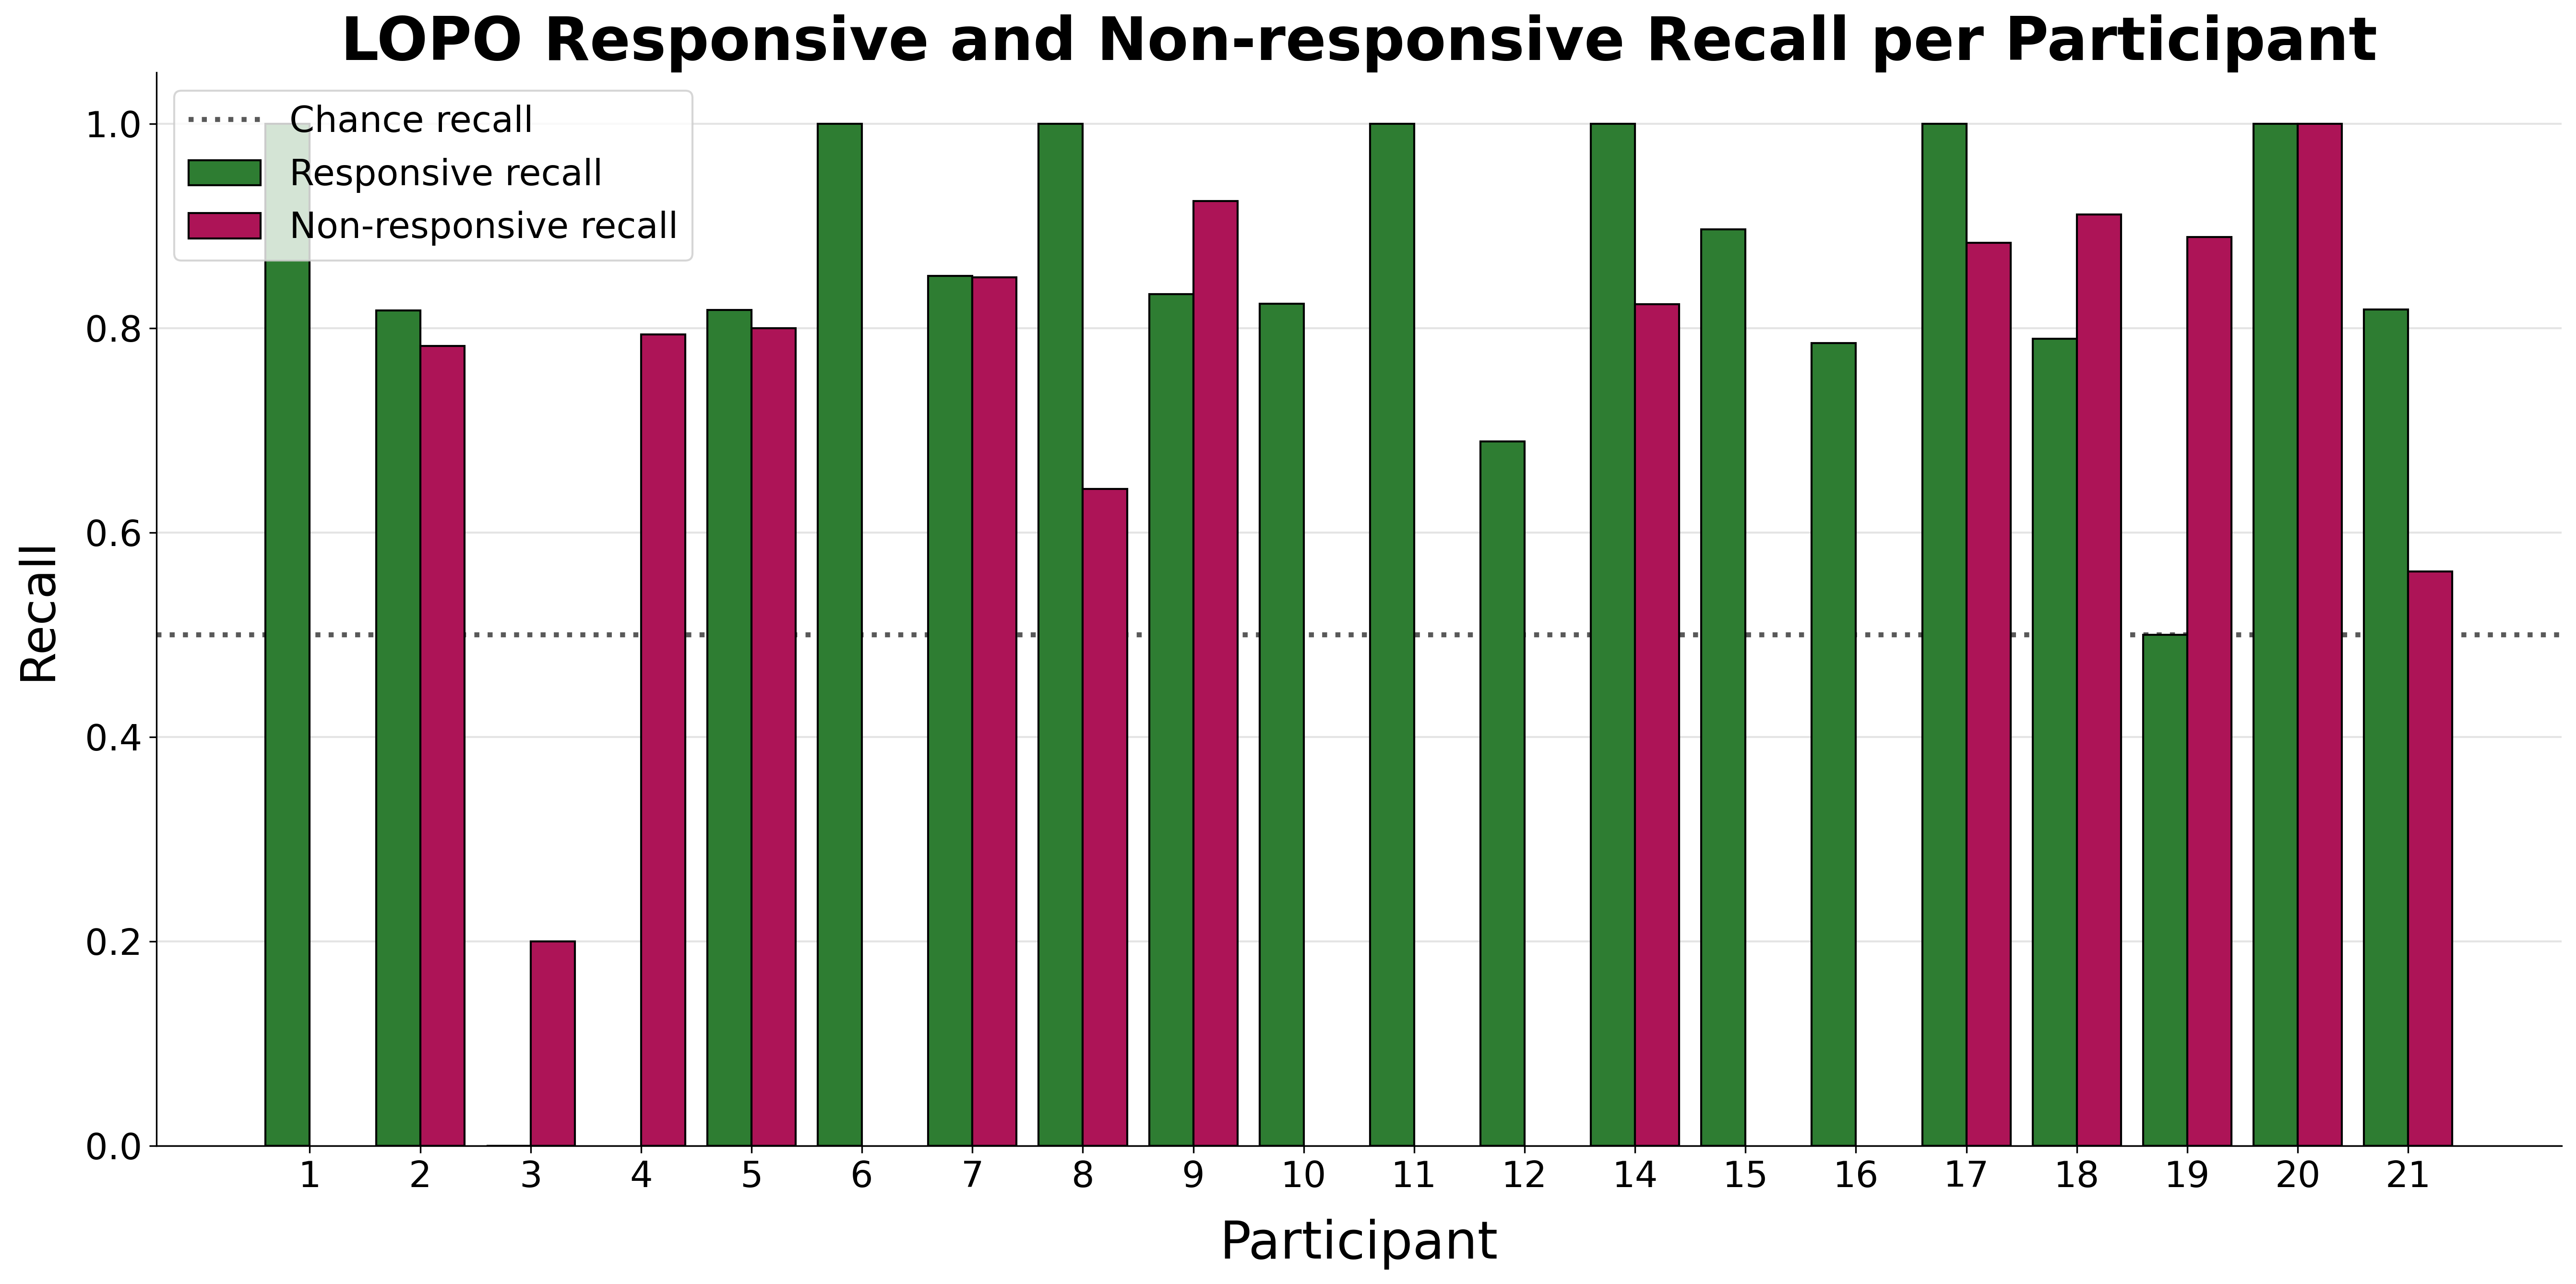 LOPO Responsive and Non-responsive Recall per Participant
Chance recall
Responsive recall
Non-responsive recall
1.0
0.8
0.6
0.4
0.2
0.0
Recall
1 2 3 4 5 6 7 8 9 10 11 12 14 15 16 17 18 19 20 21
Participant